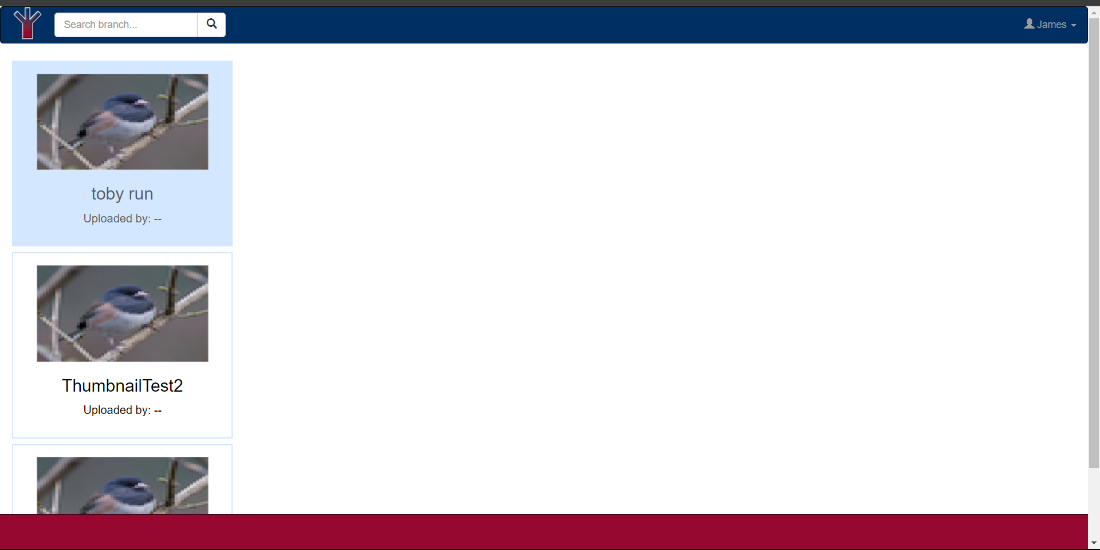 Search branch...
James
toby run
Uploaded by: --
ThumbnailTest2
Uploaded by: --